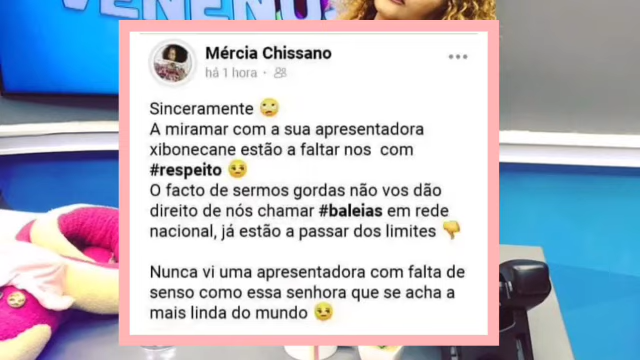 VENENO
Mércia Chissano
há 1 hora ·
Sinceramente 🙄
A miramar com a sua apresentadora
xibonecane estão a faltar nos com
#respeito 😒
O facto de sermos gordas não vos dão
direito de nós chamar #baleias em rede
nacional, já estão a passar dos limites 👎
Nunca vi uma apresentadora com falta de
senso como essa senhora que se acha a
mais linda do mundo 😒